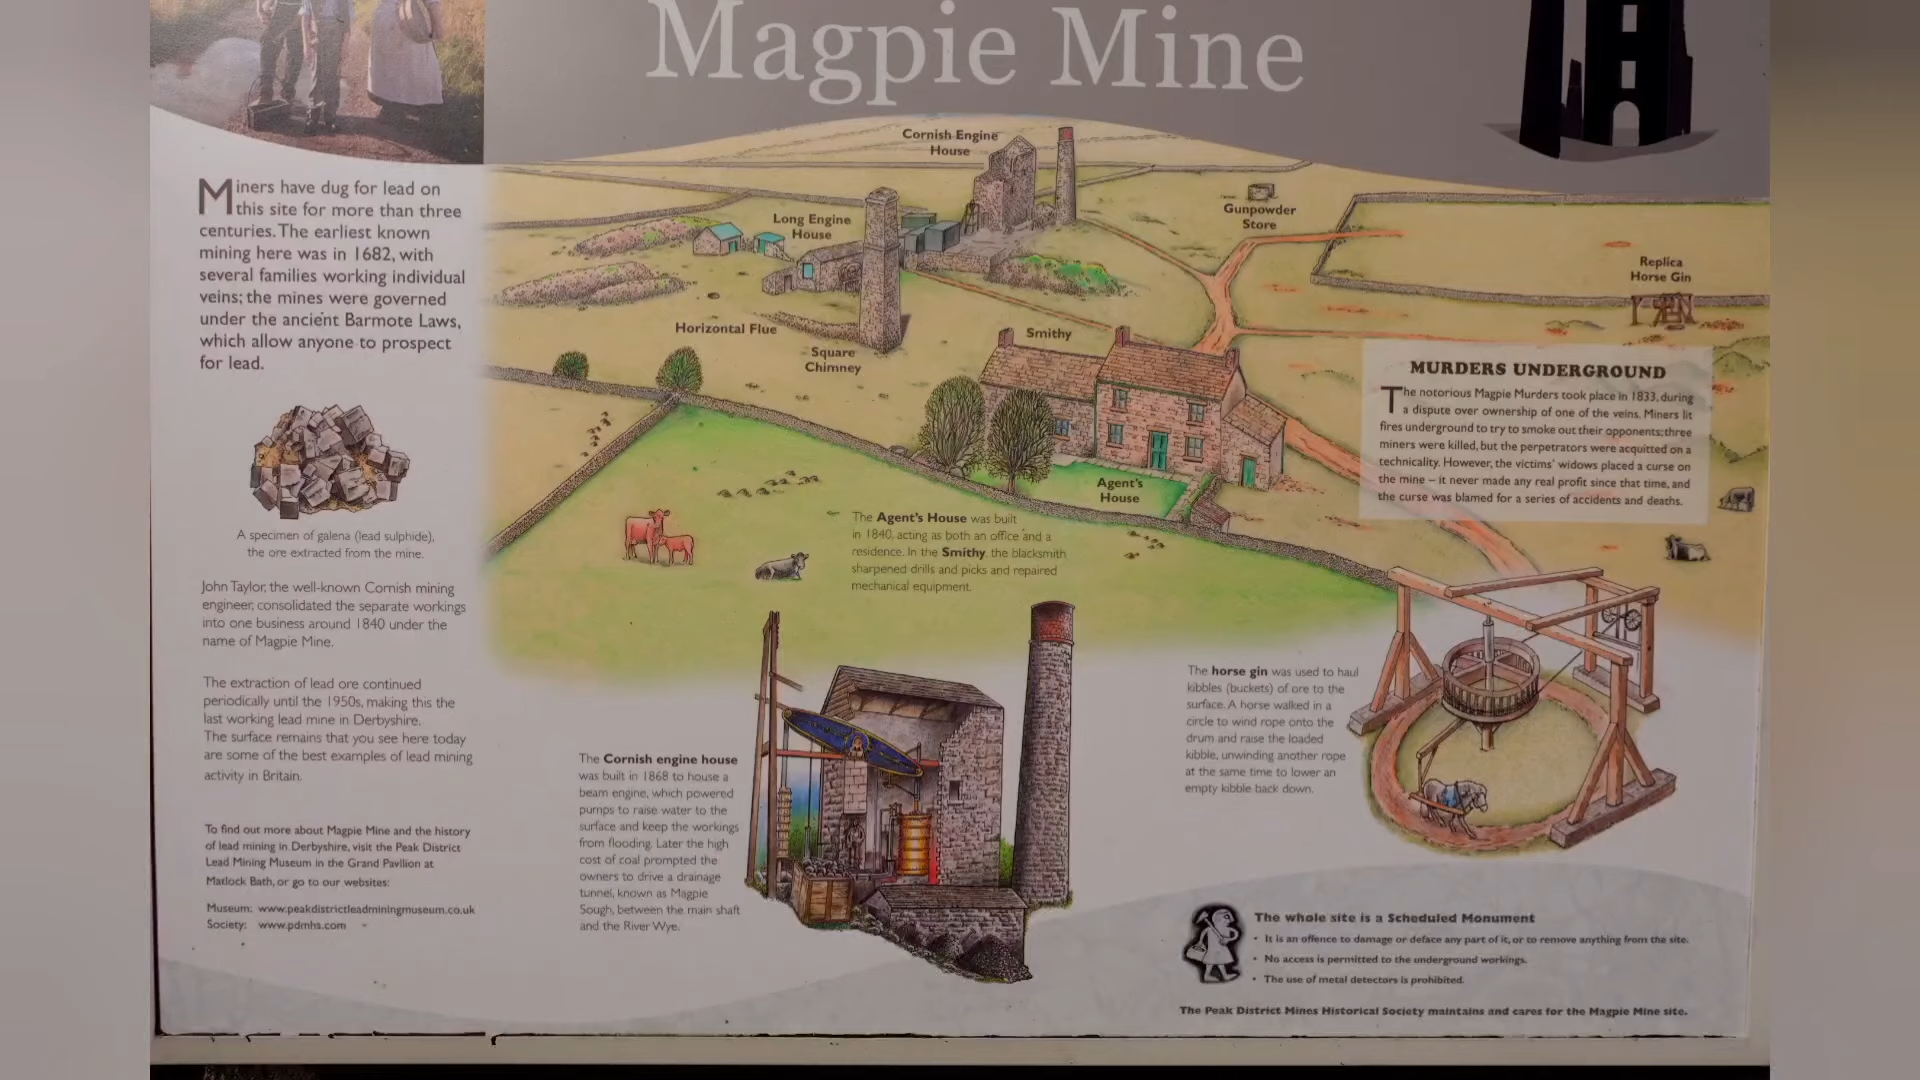 Magpie Mine
Miners have dug for lead on
this site for more than three
centuries. The earliest known
mining here was in 1682, with
several families working individual
veins; the mines were governed
under the ancient Barmote Laws,
which allow anyone to prospect
for lead.
A specimen of galena (lead sulphide),
the ore extracted from the mine.
John Taylor, the well-known Cornish mining
engineer, consolidated the separate workings
into one business around 1840 under the
name of Magpie Mine.
The extraction of lead ore continued
periodically until the 1950s, making this the
last working lead mine in Derbyshire.
The surface remains that you see here today
are some of the best examples of lead mining
activity in Britain.
To find out more about Magpie Mine and the history
of lead mining in Derbyshire, visit the Peak District
Lead Mining Museum in the Grand Pavilion at
Matlock Bath, or go to our websites:
Museum: www.peakdistrictleadminingmuseum.co.uk
Society: www.pdmhs.com
Cornish Engine
House
Long Engine
House
Gunpowder
Store
Replica
Horse Gin
Horizontal Flue
Square
Chimney
Smithy
Agent's
House
MURDERS UNDERGROUND
The notorious Magpie Murders took place in 1833, during
a dispute over ownership of one of the veins. Miners lit
fires underground to try to smoke out their opponents; three
miners were killed, but the perpetrators were acquitted on a
technicality. However, the victims' widows placed a curse on
the mine – it never made any real profit since that time, and
the curse was blamed for a series of accidents and deaths.
The Agent's House was built
in 1840, acting as both an office and a
residence. In the Smithy, the blacksmith
sharpened drills and picks and repaired
mechanical equipment.
The Cornish engine house
was built in 1868 to house a
beam engine, which powered
pumps to raise water to the
surface and keep the workings
from flooding. Later the high
cost of coal prompted the
owners to drive a drainage
tunnel, known as Magpie
Sough, between the main shaft
and the River Wye.
The horse gin was used to haul
kibbles (buckets) of ore to the
surface. A horse walked in a
circle to wind rope onto the
drum and raise the loaded
kibble, unwinding another rope
at the same time to lower an
empty kibble back down.
The whole site is a Scheduled Monument
• It is an offence to damage or deface any part of it, or to remove anything from the site.
• No access is permitted to the underground workings.
• The use of metal detectors is prohibited.
The Peak District Mines Historical Society maintains and cares for the Magpie Mine site.